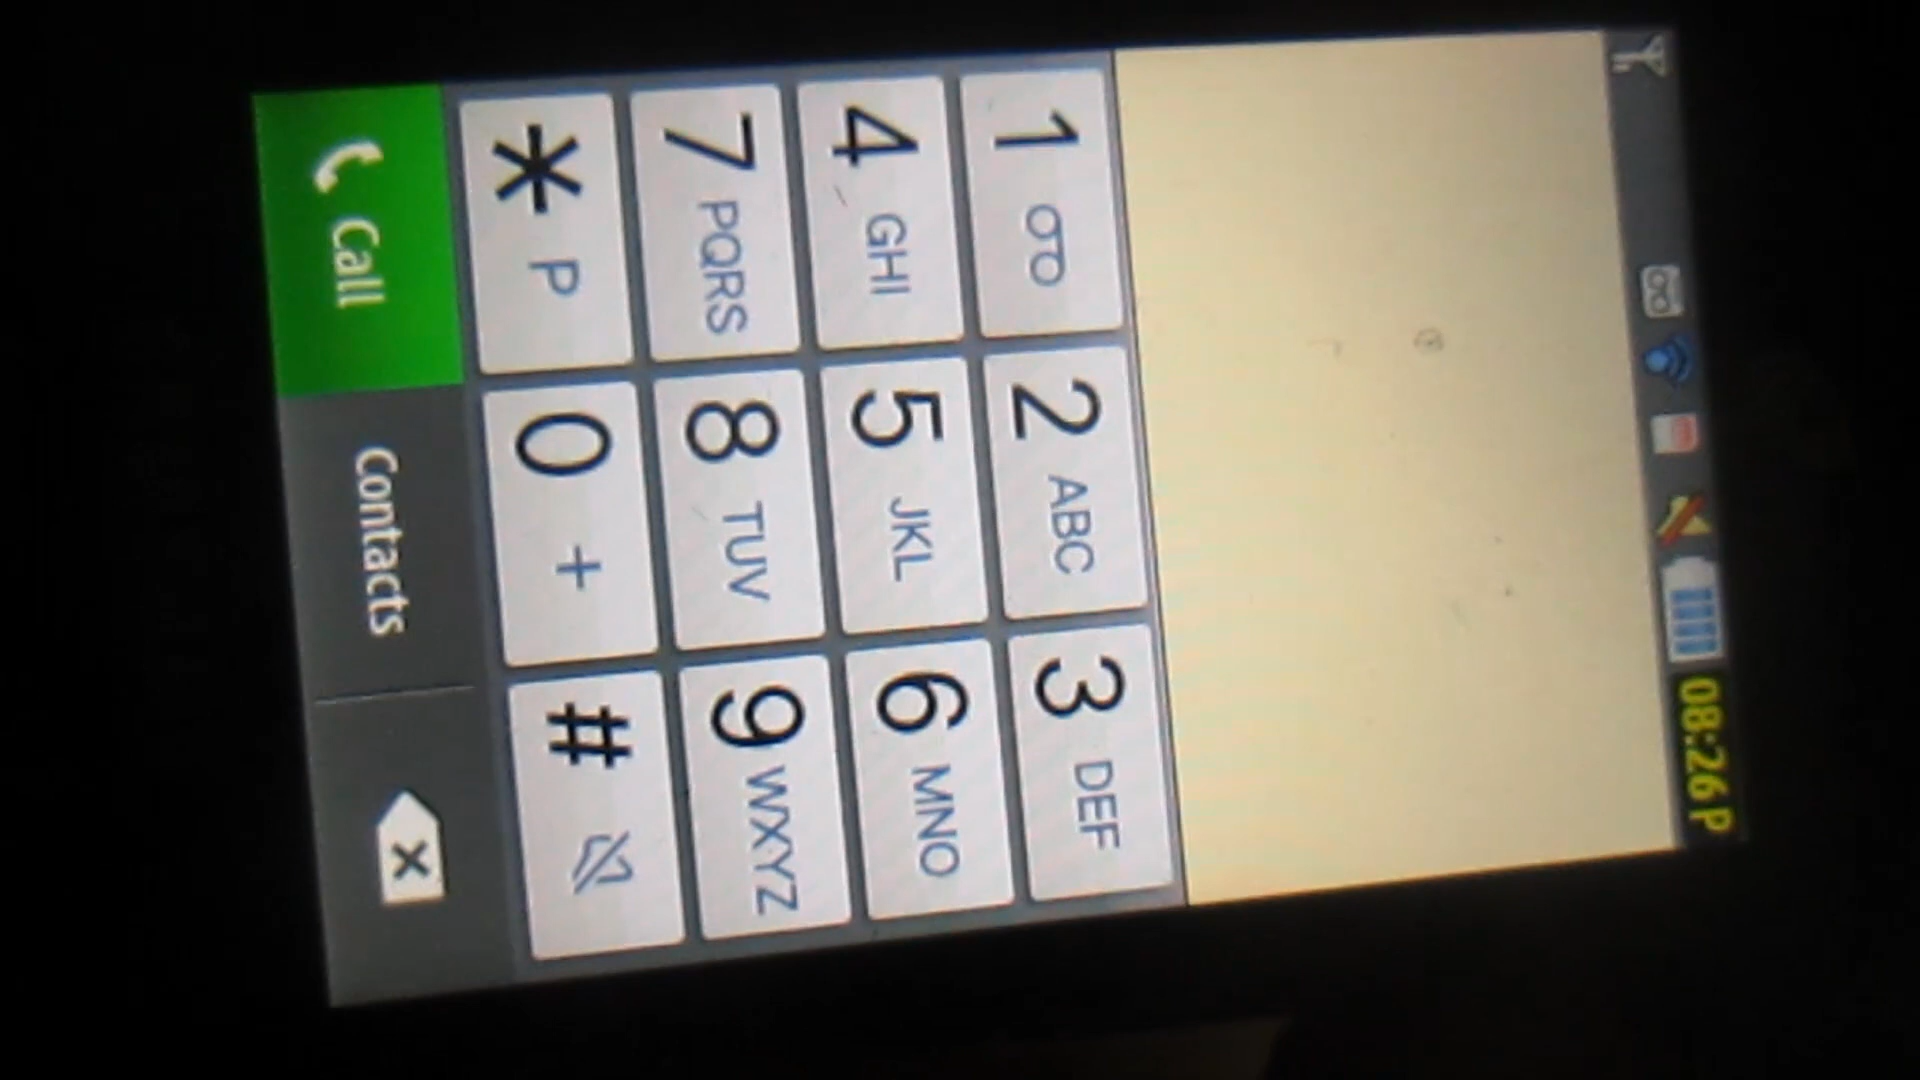 08:26 P
1
2 ABC
3 DEF
4 GHI
5 JKL
6 MNO
7 PQRS
8 TUV
9 WXYZ
* P
0 +
#
Call
Contacts